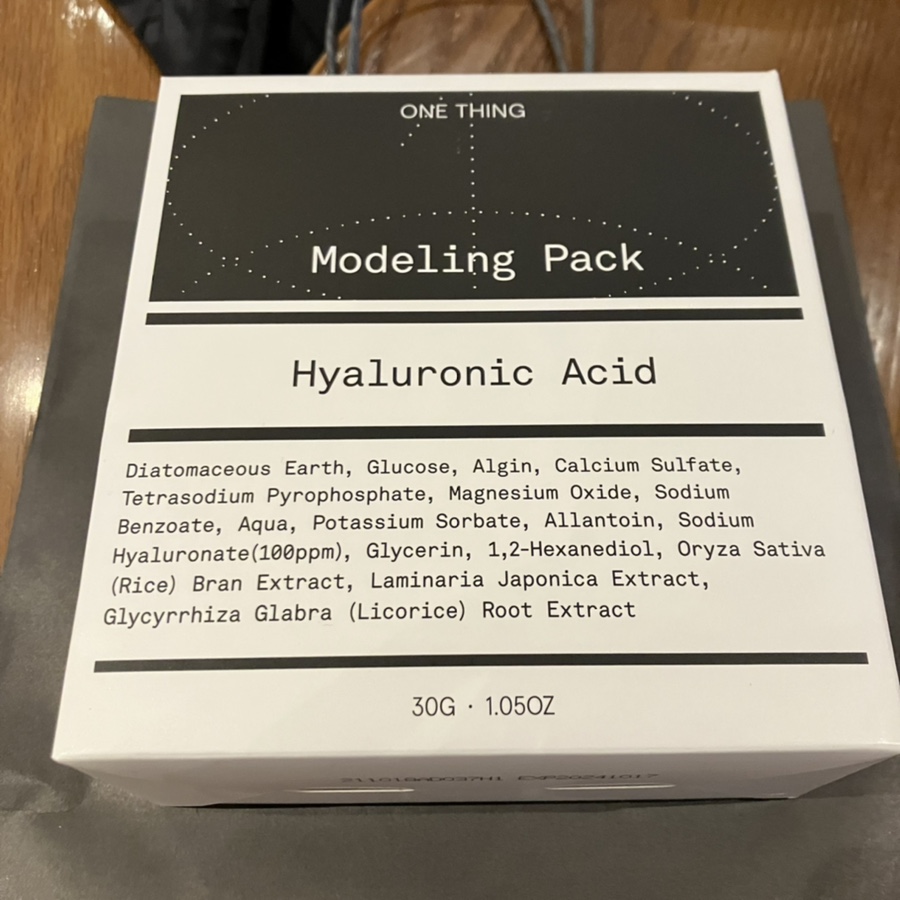 ONE THING
Modeling Pack
Hyaluronic Acid
Diatomaceous Earth, Glucose, Algin, Calcium Sulfate,
Tetrasodium Pyrophosphate, Magnesium Oxide, Sodium
Benzoate, Aqua, Potassium Sorbate, Allantoin, Sodium
Hyaluronate(100ppm), Glycerin, 1,2-Hexanediol, Oryza Sativa
(Rice) Bran Extract, Laminaria Japonica Extract,
Glycyrrhiza Glabra (Licorice) Root Extract
30G · 1.05OZ